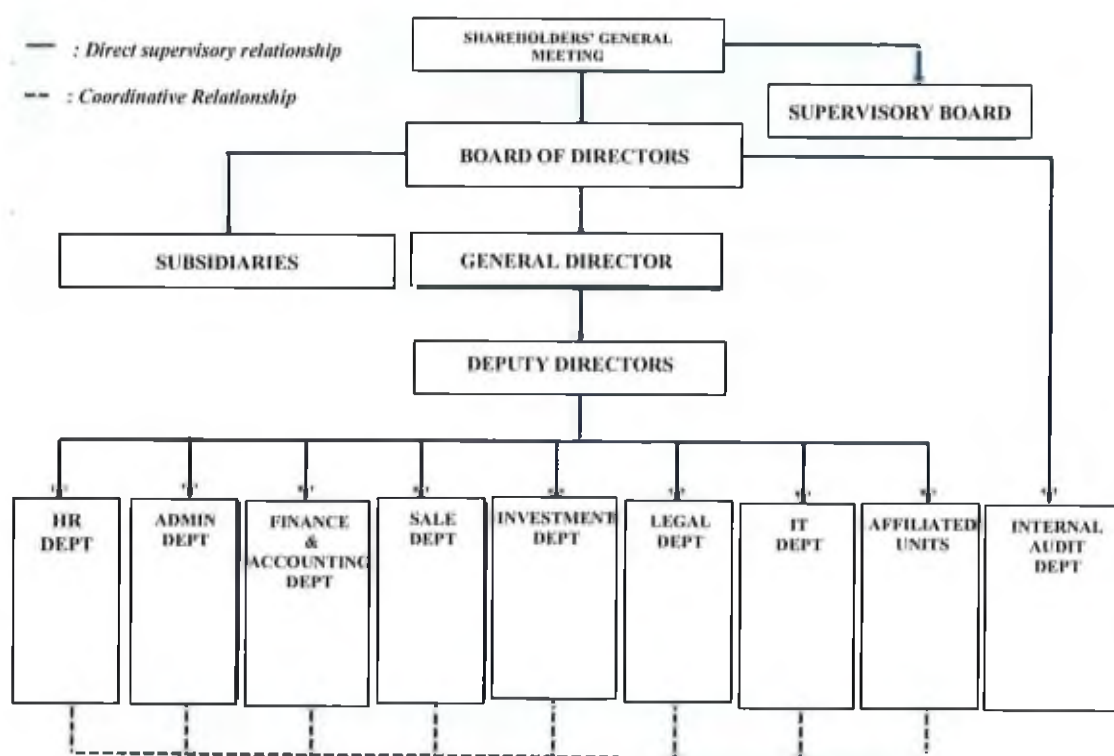 — : Direct supervisory relationship
-- : Coordinative Relationship
SHAREHOLDERS' GENERAL
MEETING
SUPERVISORY BOARD
BOARD OF DIRECTORS
SUBSIDIARIES
GENERAL DIRECTOR
DEPUTY DIRECTORS
HR
DEPT
ADMIN
DEPT
FINANCE
&
ACCOUNTING
DEPT
SALE
DEPT
INVESTMENT
DEPT
LEGAL
DEPT
IT
DEPT
AFFILIATED
UNITS
INTERNAL
AUDIT
DEPT